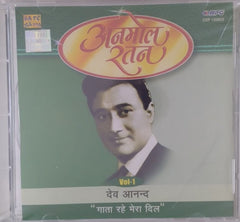 अनमोल
रतन
Vol-1
देव आनन्द
"गाता रहे मेरा दिल"